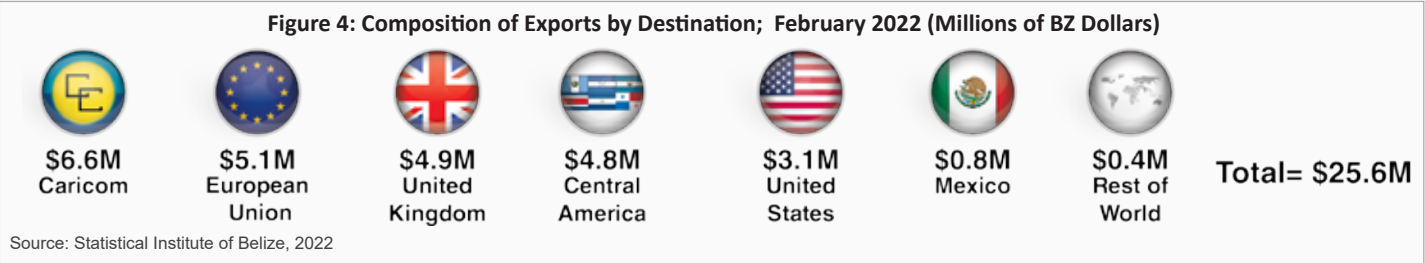 Figure 4: Composition of Exports by Destination;  February 2022 (Millions of BZ Dollars)
$6.6M
Caricom
$5.1M
European
Union
$4.9M
United
Kingdom
$4.8M
Central
America
$3.1M
United
States
$0.8M
Mexico
$0.4M
Rest of
World
Total= $25.6M
Source: Statistical Institute of Belize, 2022